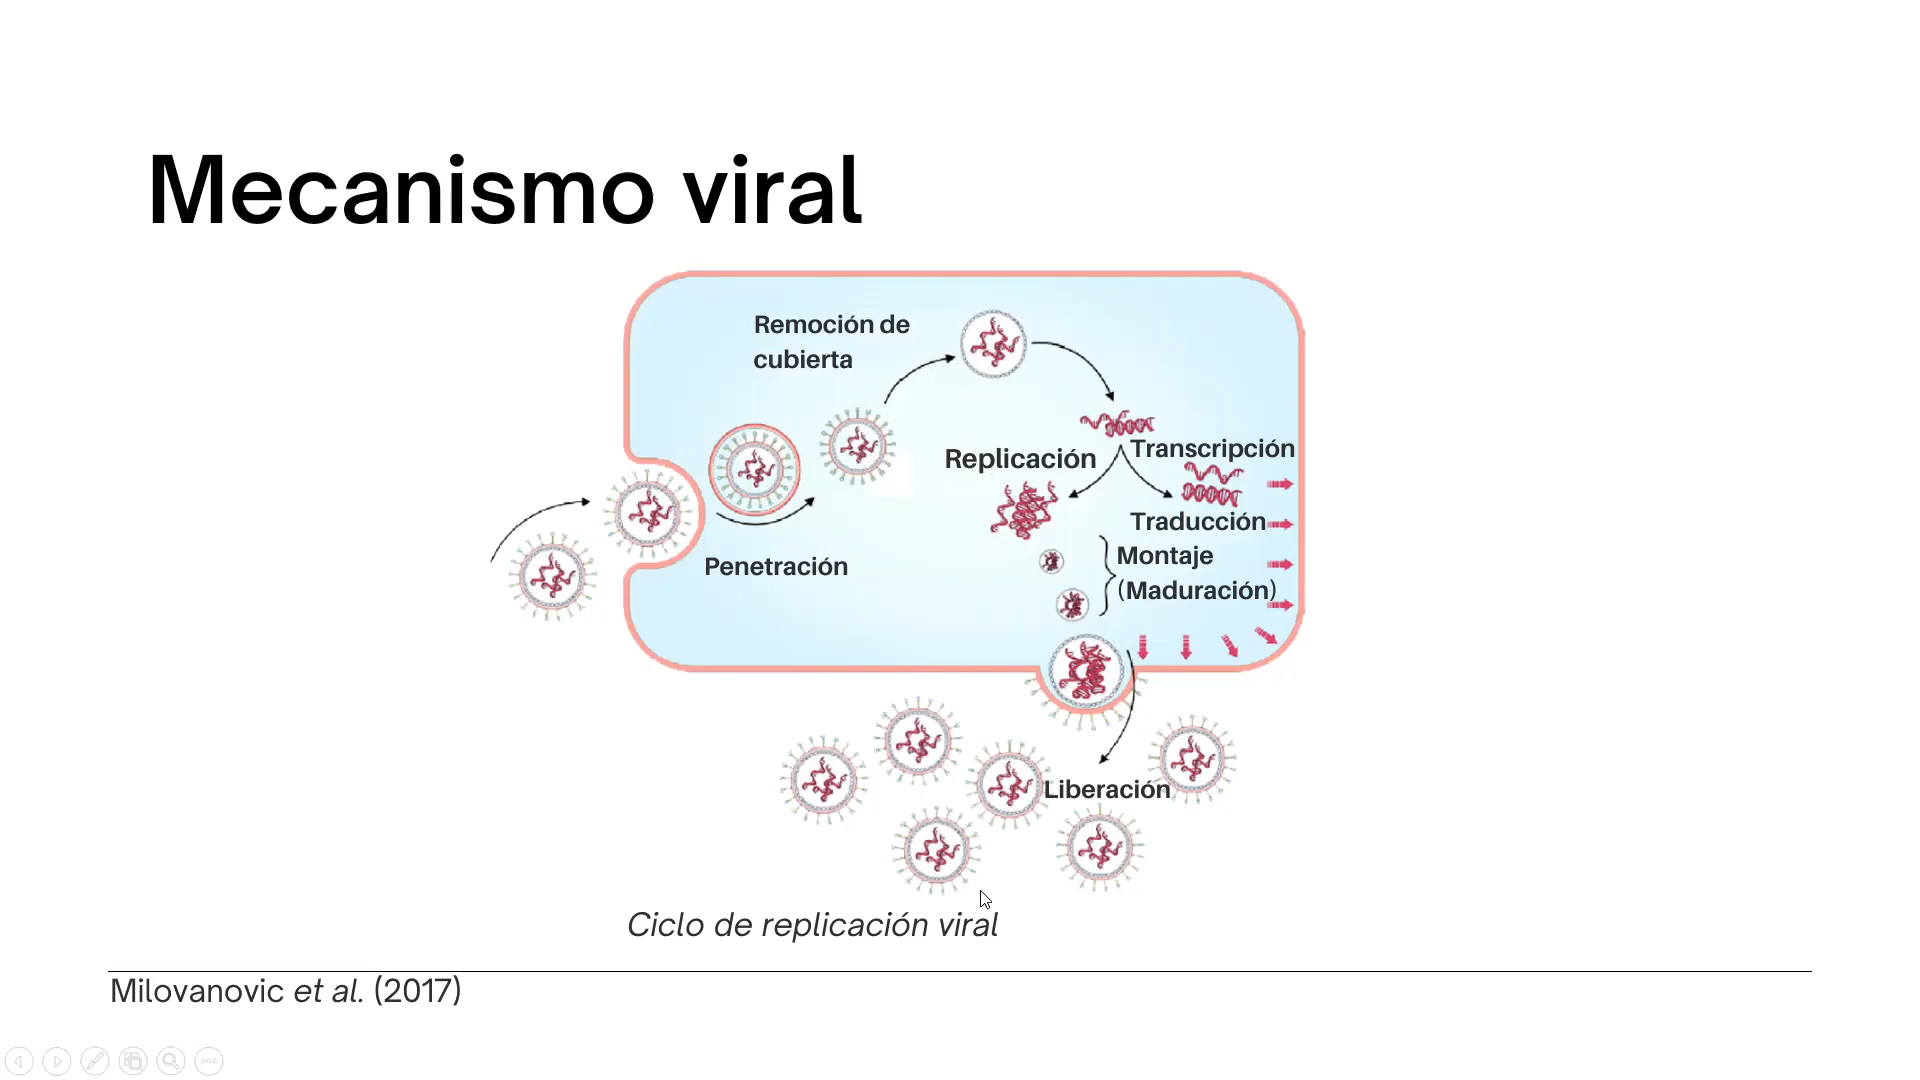 Mecanismo viral
Remoción de
cubierta
Replicación
Transcripción
Traducción
Montaje
(Maduración)
Penetración
Liberación
Ciclo de replicación viral
Milovanovic et al. (2017)